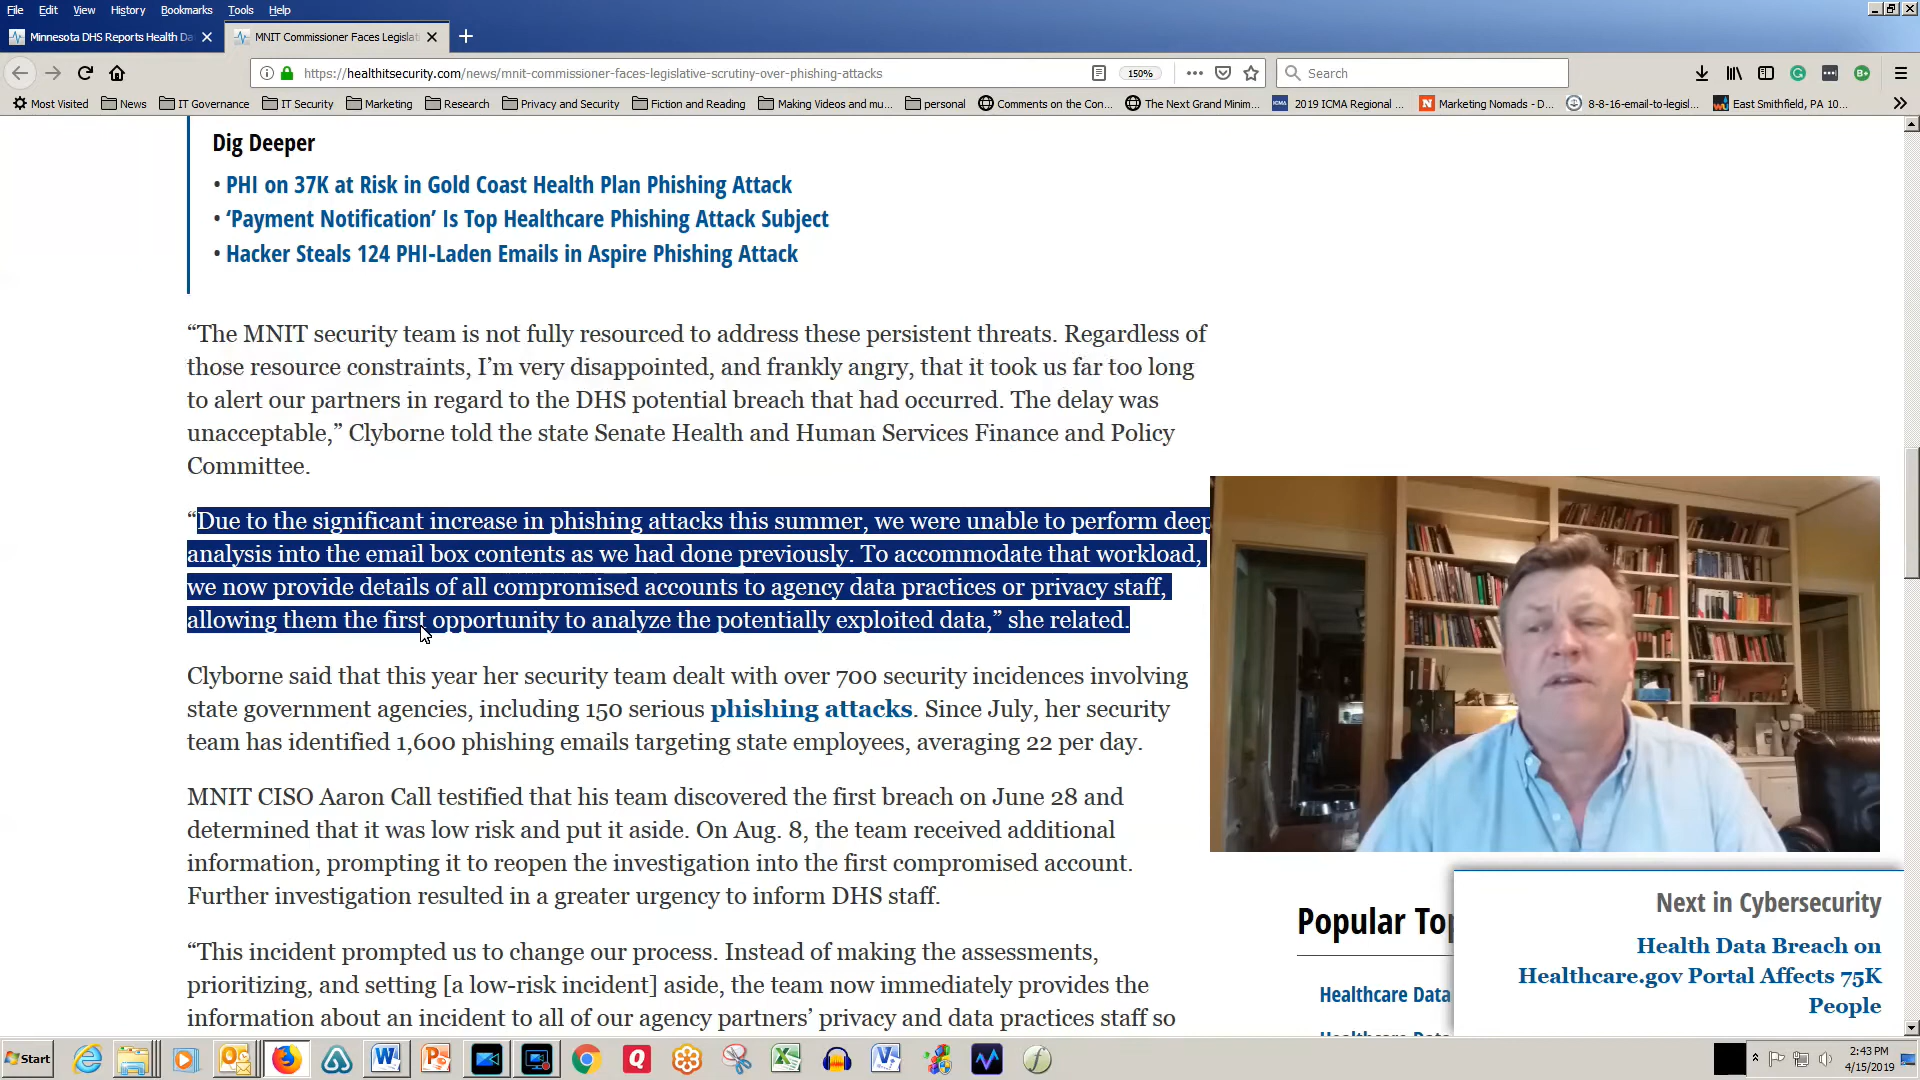 File Edit View History Bookmarks Tools Help
Minnesota DHS Reports Health Da
MNIT Commissioner Faces Legislat
https://healthitsecurity.com/news/mnit-commissioner-faces-legislative-scrutiny-over-phishing-attacks
150%
Search
Most Visited News IT Governance IT Security Marketing Research Privacy and Security Fiction and Reading Making Videos and mu... personal Comments on the Con... The Next Grand Minim... 2019 ICMA Regional ... Marketing Nomads - D... 8-8-16-email-to-legisl... East Smithfield, PA 10...
Dig Deeper
• PHI on 37K at Risk in Gold Coast Health Plan Phishing Attack
• ‘Payment Notification’ Is Top Healthcare Phishing Attack Subject
• Hacker Steals 124 PHI-Laden Emails in Aspire Phishing Attack
“The MNIT security team is not fully resourced to address these persistent threats. Regardless of
those resource constraints, I’m very disappointed, and frankly angry, that it took us far too long
to alert our partners in regard to the DHS potential breach that had occurred. The delay was
unacceptable,” Clyborne told the state Senate Health and Human Services Finance and Policy
Committee.
“Due to the significant increase in phishing attacks this summer, we were unable to perform deep
analysis into the email box contents as we had done previously. To accommodate that workload,
we now provide details of all compromised accounts to agency data practices or privacy staff,
allowing them the first opportunity to analyze the potentially exploited data,” she related.
Clyborne said that this year her security team dealt with over 700 security incidences involving
state government agencies, including 150 serious phishing attacks. Since July, her security
team has identified 1,600 phishing emails targeting state employees, averaging 22 per day.
MNIT CISO Aaron Call testified that his team discovered the first breach on June 28 and
determined that it was low risk and put it aside. On Aug. 8, the team received additional
information, prompting it to reopen the investigation into the first compromised account.
Further investigation resulted in a greater urgency to inform DHS staff.
“This incident prompted us to change our process. Instead of making the assessments,
prioritizing, and setting [a low-risk incident] aside, the team now immediately provides the
information about an incident to all of our agency partners’ privacy and data practices staff so
Popular Top
Healthcare Data
Next in Cybersecurity
Health Data Breach on
Healthcare.gov Portal Affects 75K
People
Start
2:43 PM
4/15/2019